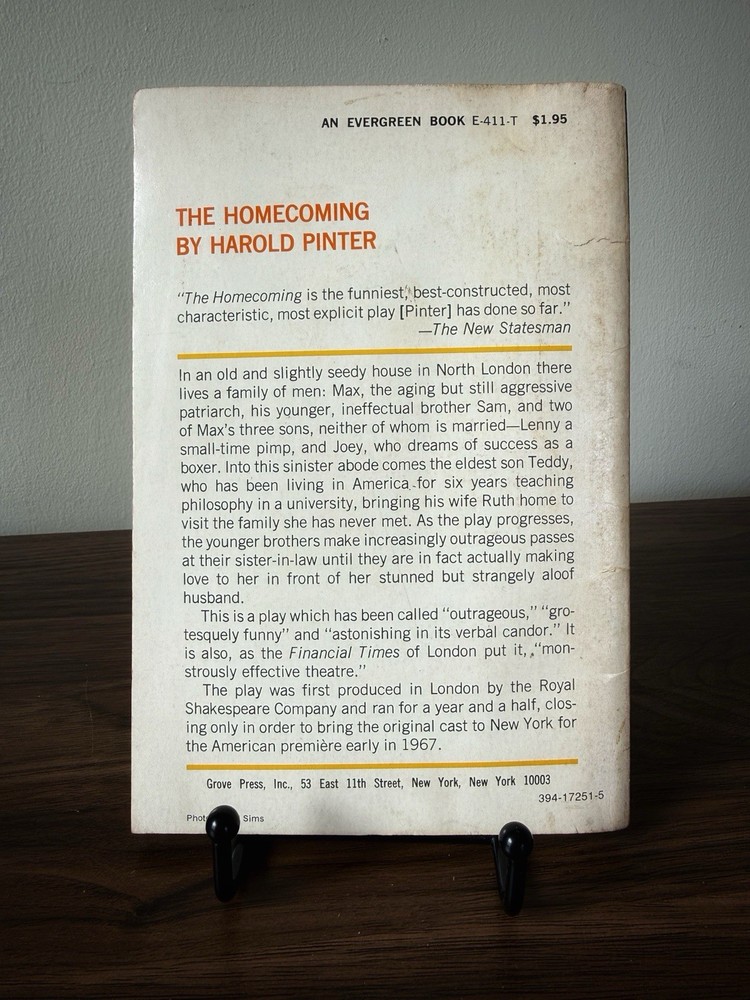 AN EVERGREEN BOOK E-411-T $1.95
THE HOMECOMING
BY HAROLD PINTER
“The Homecoming is the funniest, best-constructed, most
characteristic, most explicit play [Pinter] has done so far.”
—The New Statesman
In an old and slightly seedy house in North London there
lives a family of men: Max, the aging but still aggressive
patriarch, his younger, ineffectual brother Sam, and two
of Max’s three sons, neither of whom is married—Lenny a
small-time pimp, and Joey, who dreams of success as a
boxer. Into this sinister abode comes the eldest son Teddy,
who has been living in America for six years teaching
philosophy in a university, bringing his wife Ruth home to
visit the family she has never met. As the play progresses,
the younger brothers make increasingly outrageous passes
at their sister-in-law until they are in fact actually making
love to her in front of her stunned but strangely aloof
husband.
This is a play which has been called “outrageous,” “gro-
tesquely funny” and “astonishing in its verbal candor.” It
is also, as the Financial Times of London put it, “mon-
strously effective theatre.”
The play was first produced in London by the Royal
Shakespeare Company and ran for a year and a half, clos-
ing only in order to bring the original cast to New York for
the American première early in 1967.
Grove Press, Inc., 53 East 11th Street, New York, New York 10003
394-17251-5
Sims